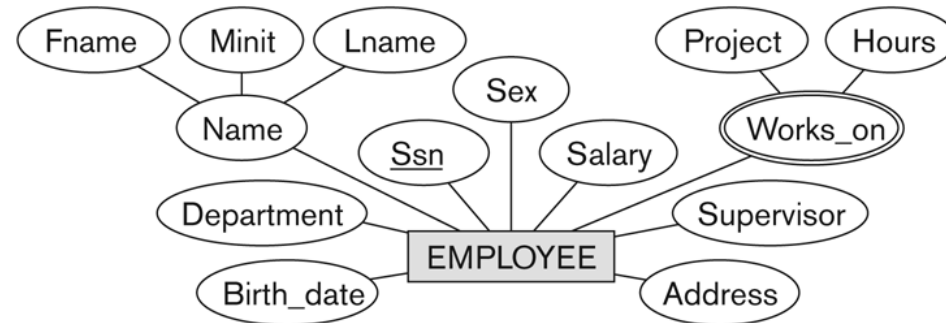 Fname Minit Lname Project Hours
Sex
Name Ssn Salary Works_on
Department Supervisor
EMPLOYEE
Birth_date Address